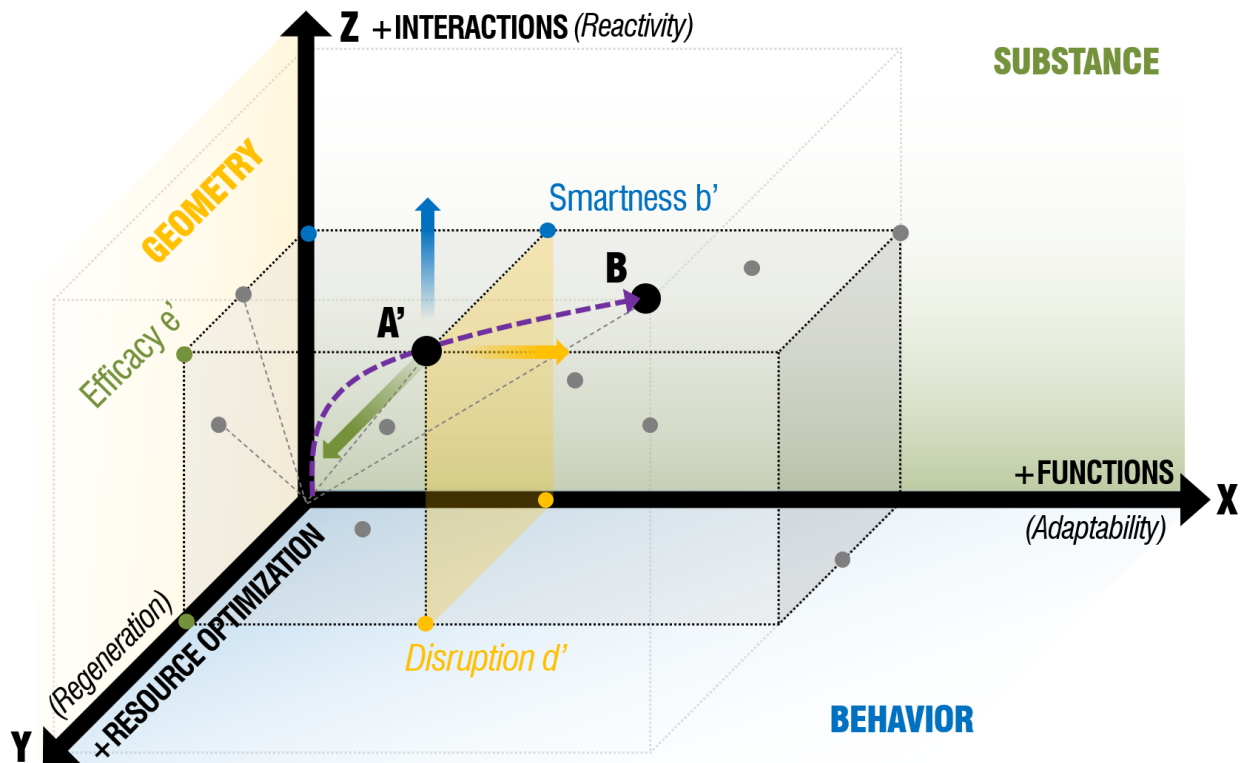 Z +INTERACTIONS (Reactivity)
SUBSTANCE
GEOMETRY
Smartness b’
B
A’
Efficacy e’
+FUNCTIONS
X
(Adaptability)
(Regeneration)
+RESOURCE OPTIMIZATION
Disruption d’
BEHAVIOR
Y